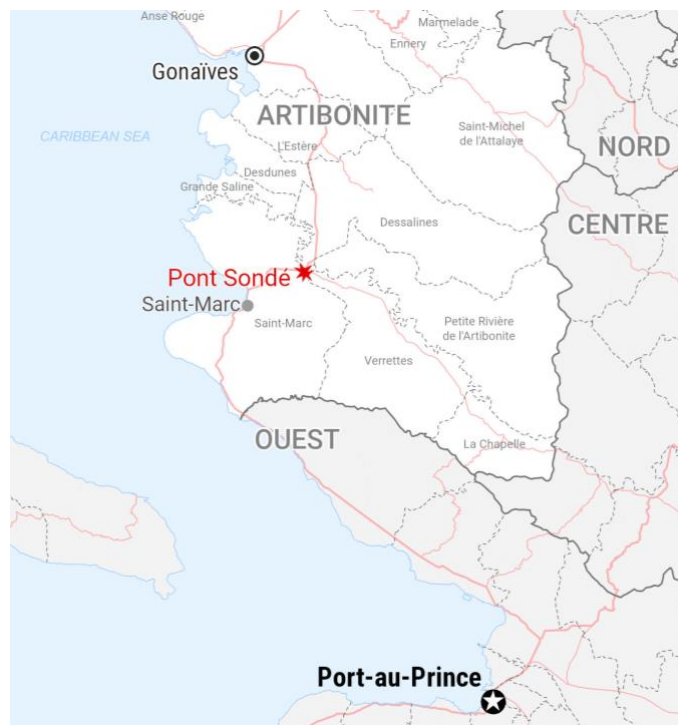 Anse Rouge
Marmelade
Ennery
Gonaïves
ARTIBONITE
CARIBBEAN SEA
Saint-Michel
de l'Attalaye
NORD
L'Estère
Desdunes
Grande Saline
CENTRE
Dessalines
Pont Sondé
Saint-Marc
Saint-Marc
Petite Rivière
de l'Artibonite
Verrettes
OUEST
La Chapelle
Port-au-Prince